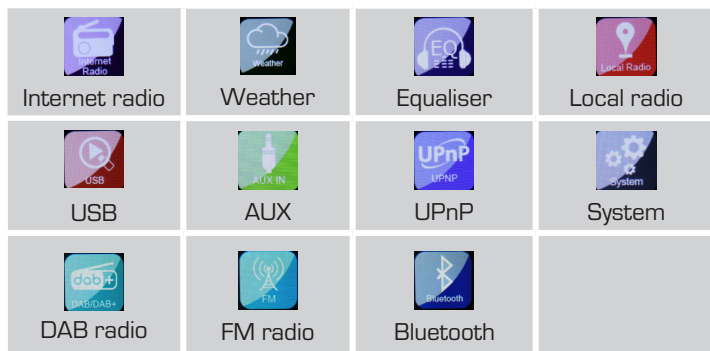 Internet Radio
Weather
EQ
Local Radio
Internet radio
Weather
Equaliser
Local radio
USB
AUX IN
UPnP
UPNP
System
USB
AUX
UPnP
System
dab+
DAB/DAB+
FM
Bluetooth
DAB radio
FM radio
Bluetooth